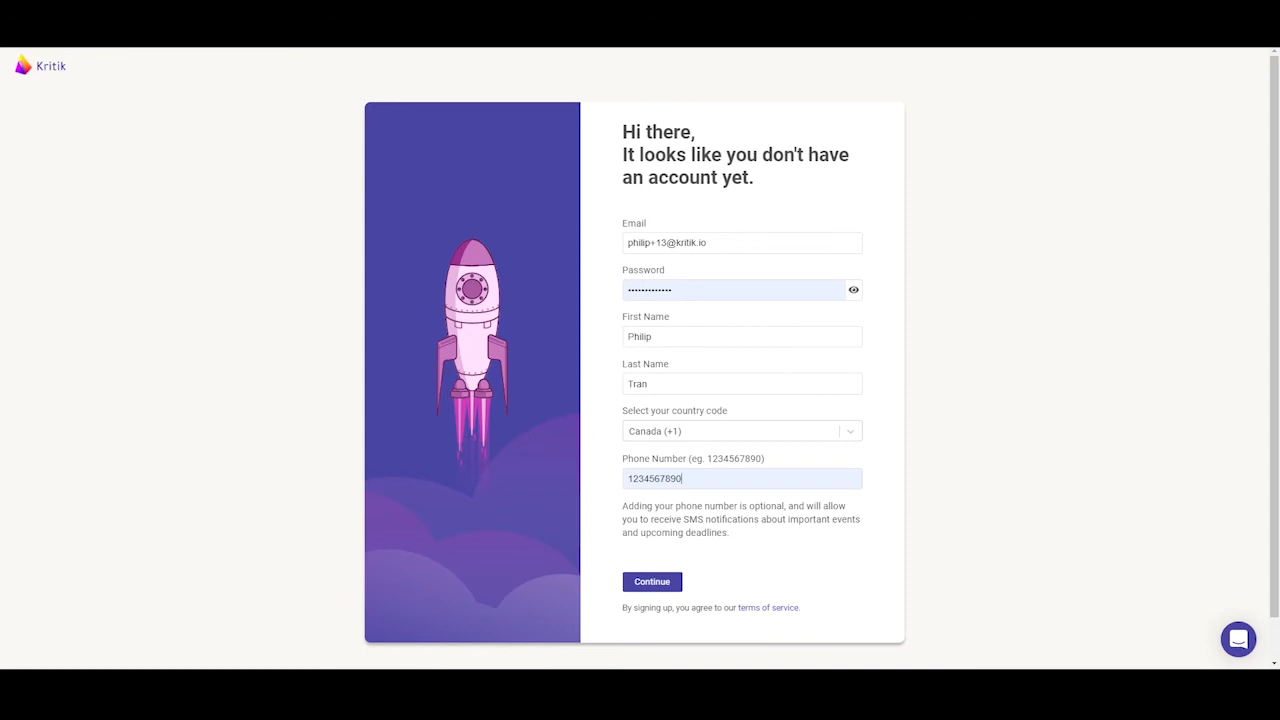 Kritik
Hi there,
It looks like you don't have
an account yet.
Email
philip+13@kritik.io
Password
•••••••••••••
First Name
Philip
Last Name
Tran
Select your country code
Canada (+1)
Phone Number (eg. 1234567890)
1234567890
Adding your phone number is optional, and will allow
you to receive SMS notifications about important events
and upcoming deadlines.
Continue
By signing up, you agree to our terms of service.